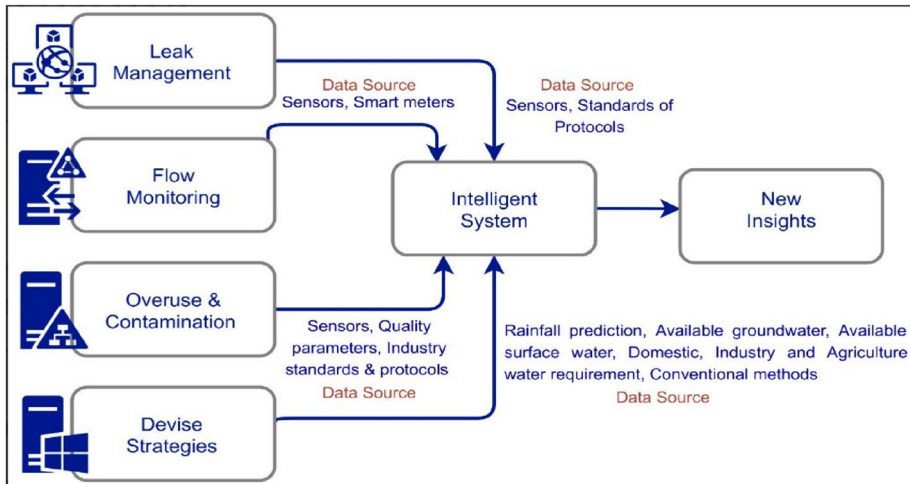 Leak
Management
Data Source
Sensors, Smart meters
Data Source
Sensors, Standards of
Protocols
Flow
Monitoring
Intelligent
System
New
Insights
Overuse &
Contamination
Sensors, Quality
parameters, Industry
standards & protocols
Data Source
Rainfall prediction, Available groundwater, Available
surface water, Domestic, Industry and Agriculture
water requirement, Conventional methods
Data Source
Devise
Strategies